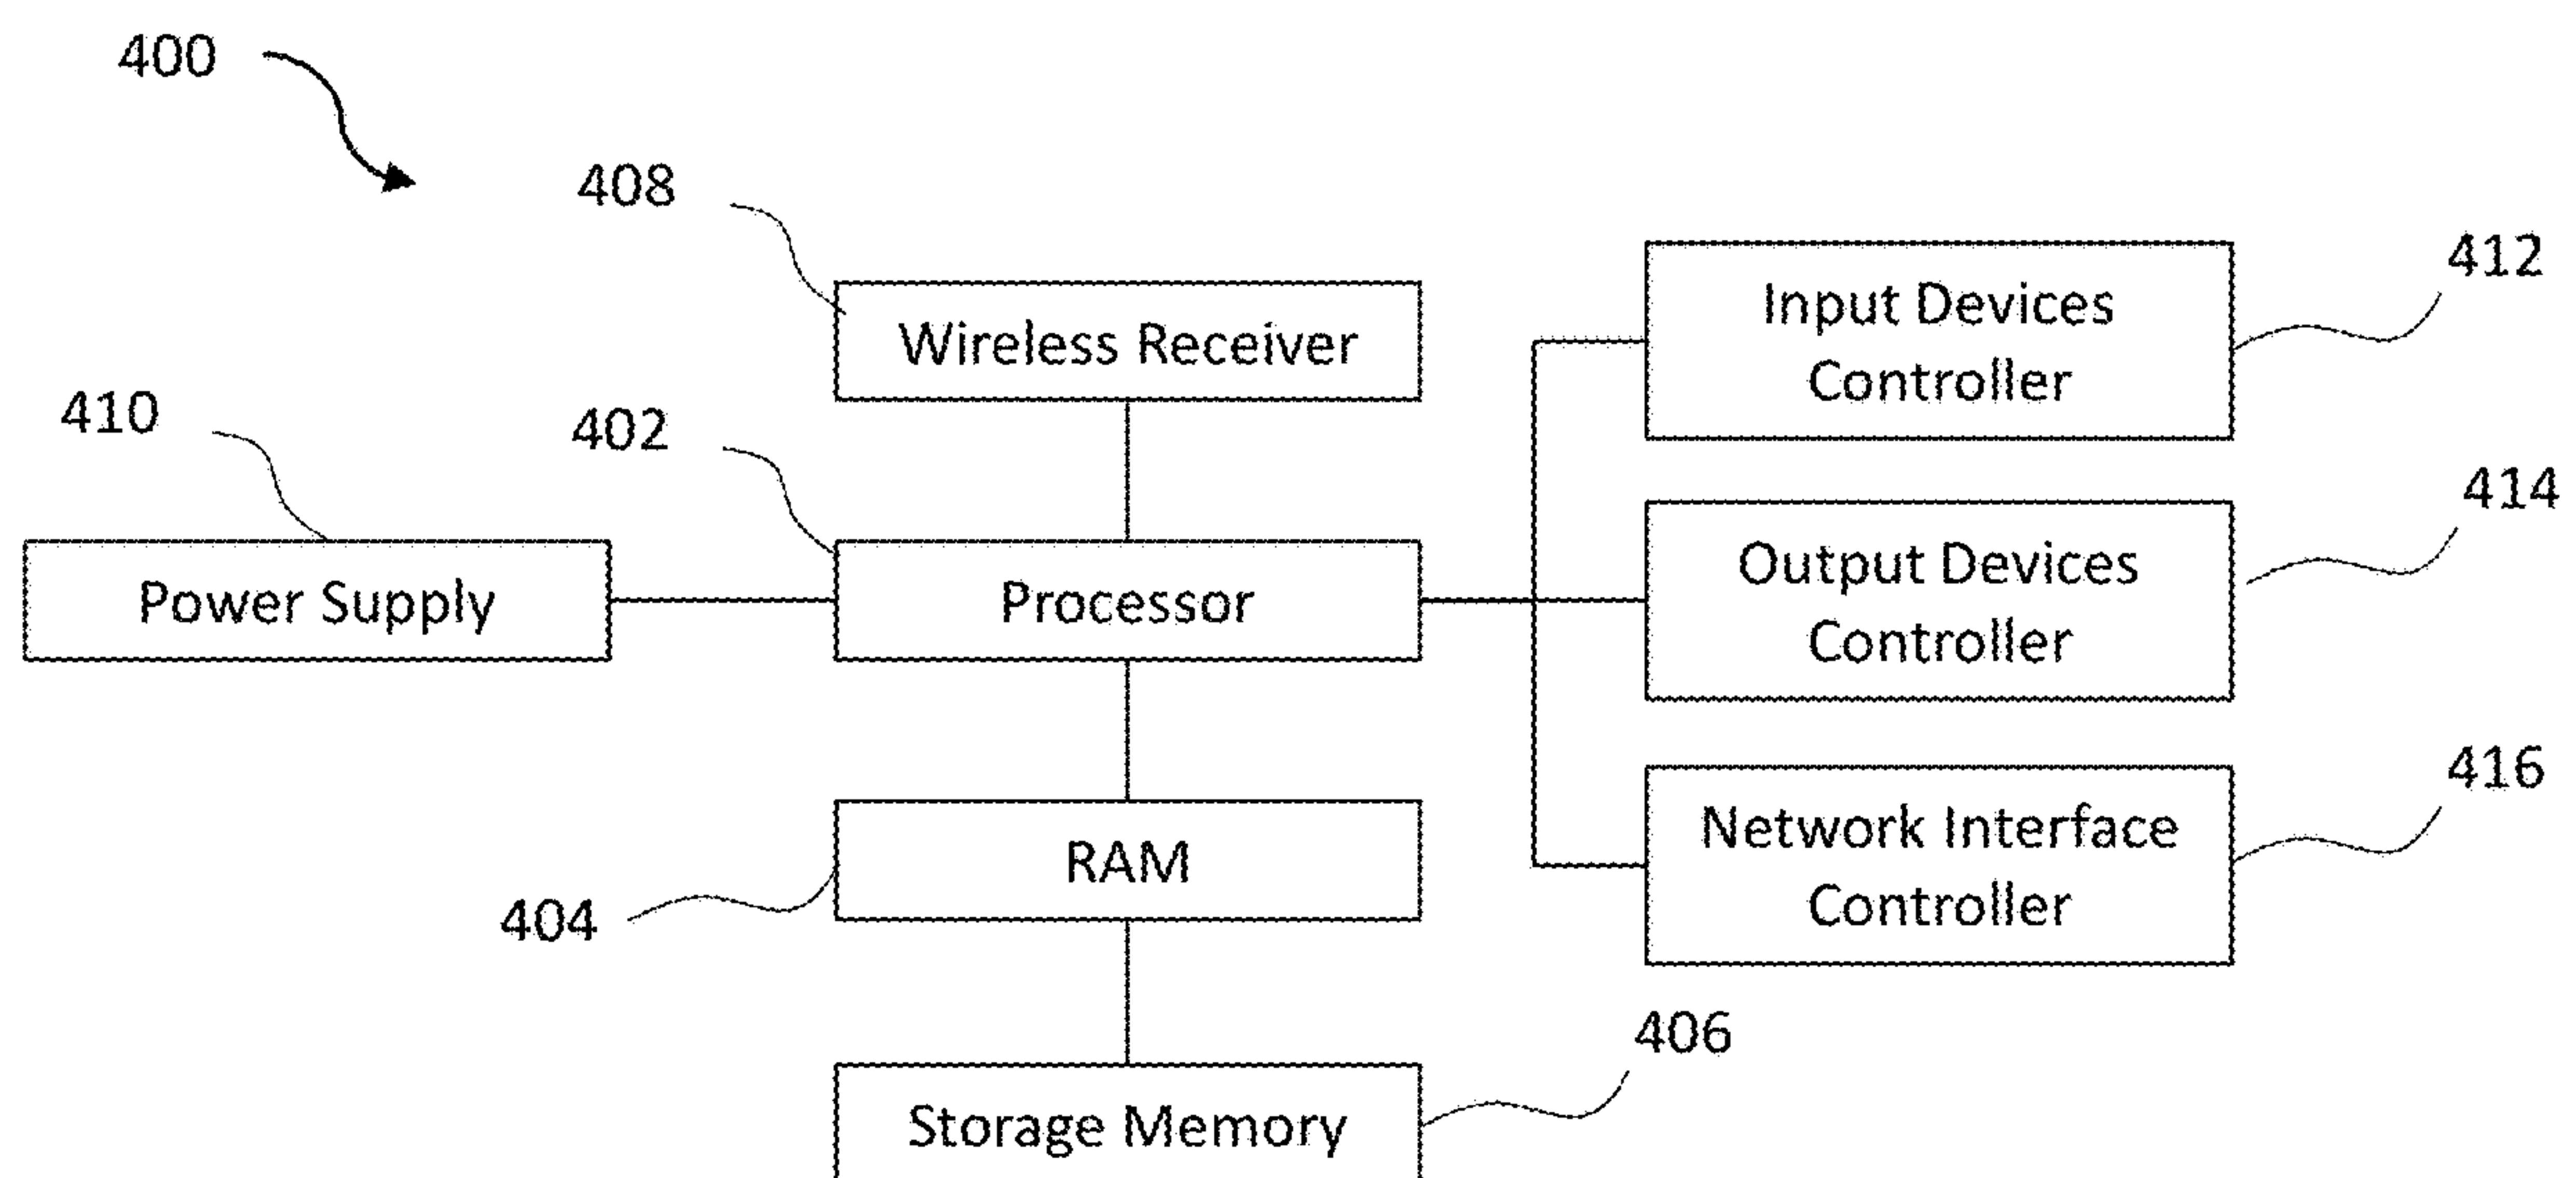 400
408
Wireless Receiver
412
Input Devices
Controller
410
402
Power Supply
Processor
414
Output Devices
Controller
404
RAM
416
Network Interface
Controller
406
Storage Memory